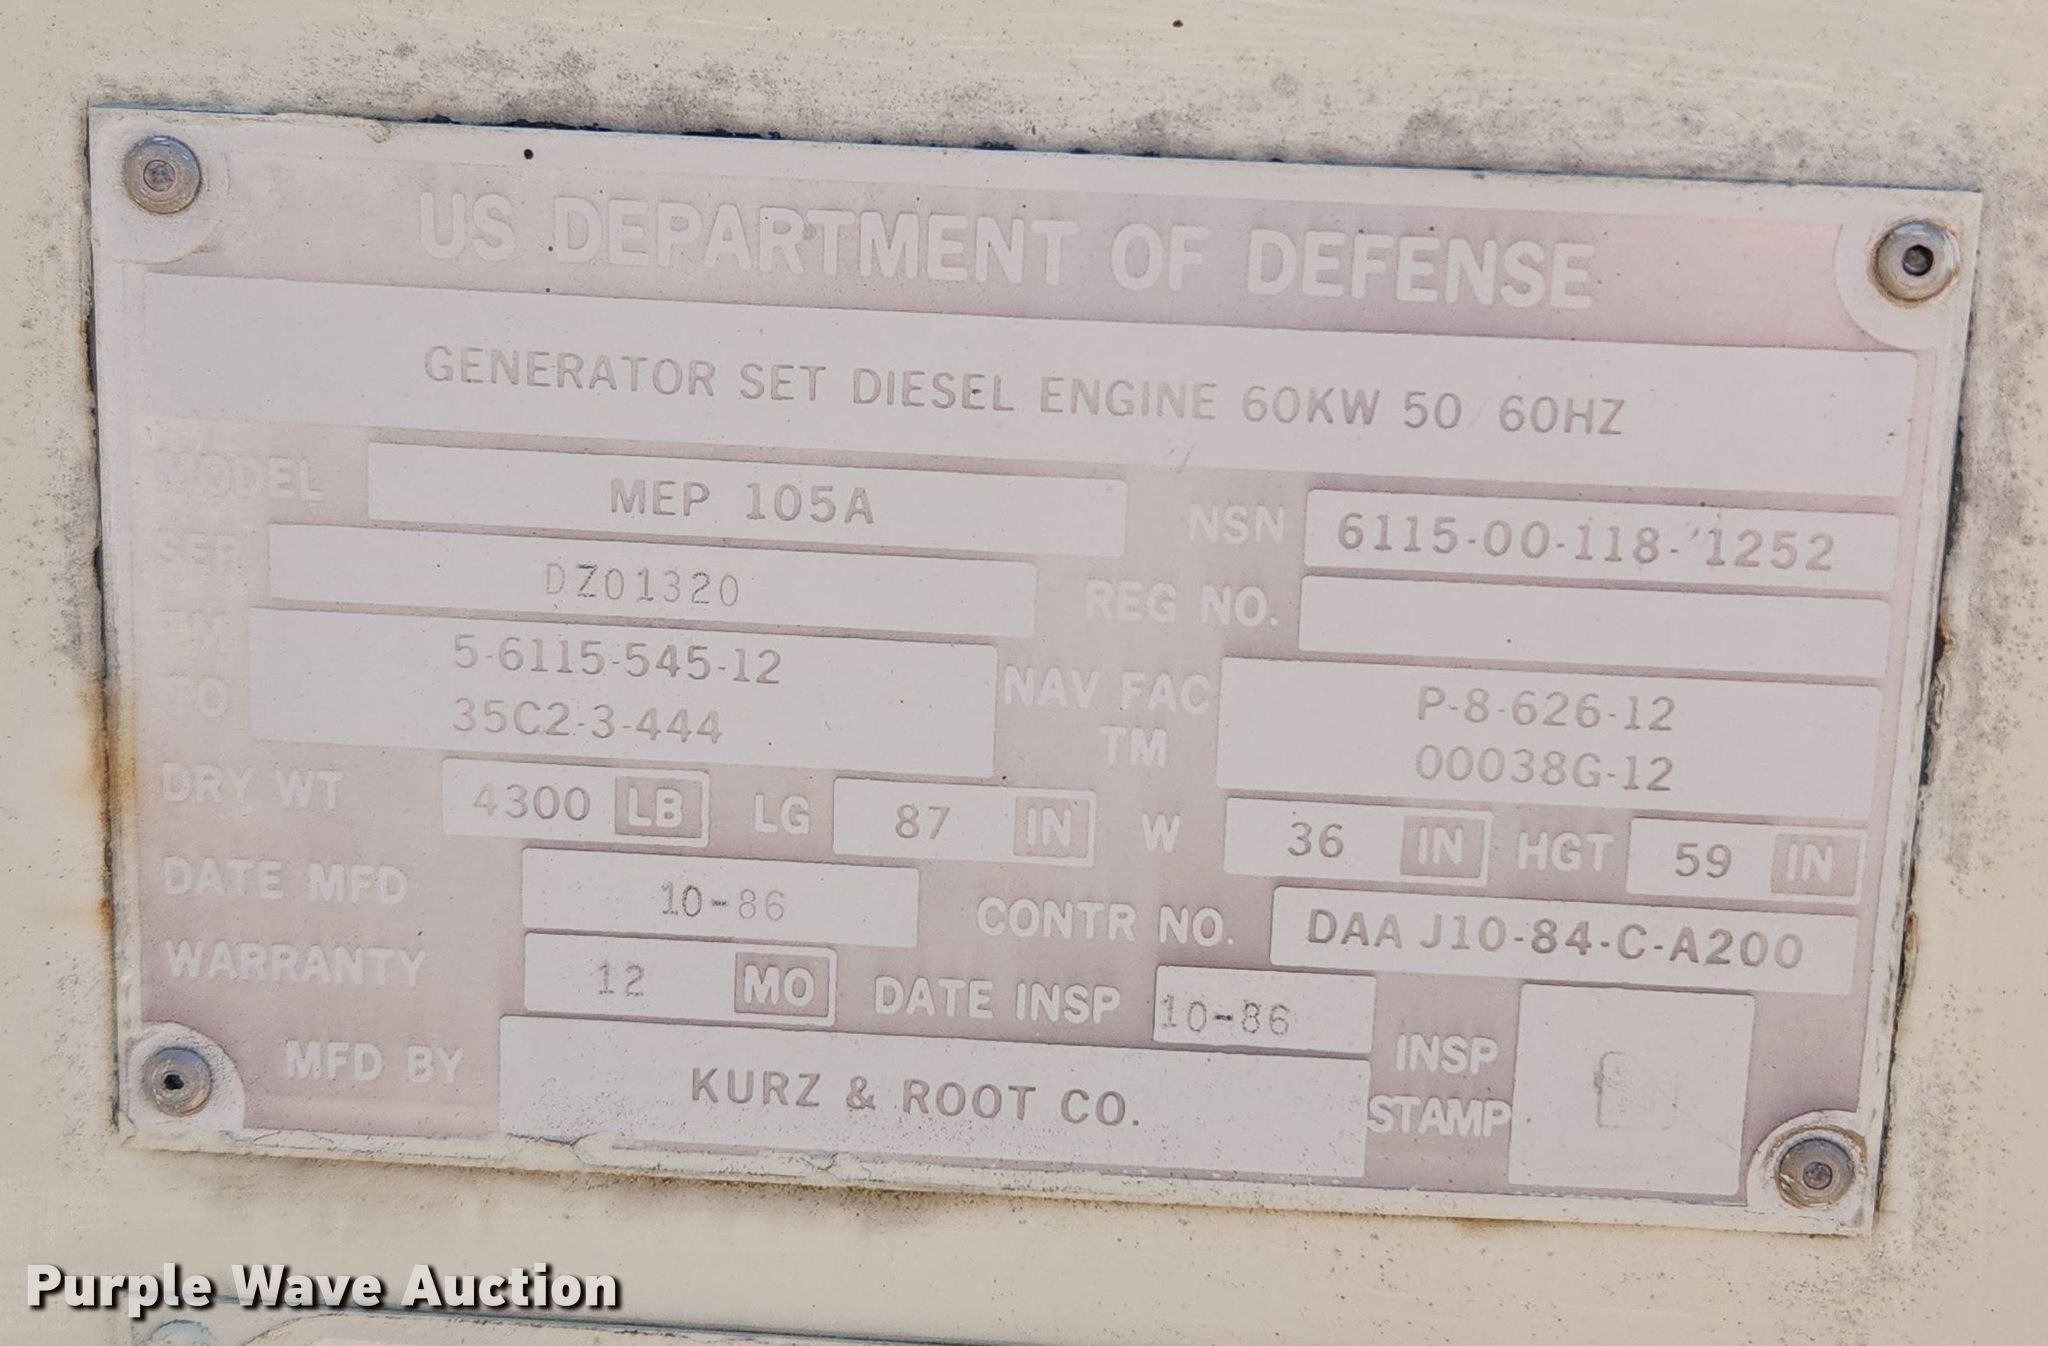 US DEPARTMENT OF DEFENSE
GENERATOR SET DIESEL ENGINE 60KW 50/60HZ
MODEL MEP 105A NSN 6115-00-118-1252
SER DZ01320 REG NO.
TM 5-6115-545-12 NAV FAC P-8-626-12
TO 35C2-3-444 TM 00038G-12
DRY WT 4300 LB LG 87 IN W 36 IN HGT 59 IN
DATE MFD 10-86 CONTR NO. DAA J10-84-C-A200
WARRANTY 12 MO DATE INSP 10-86 INSP STAMP
MFD BY KURZ & ROOT CO.
Purple Wave Auction